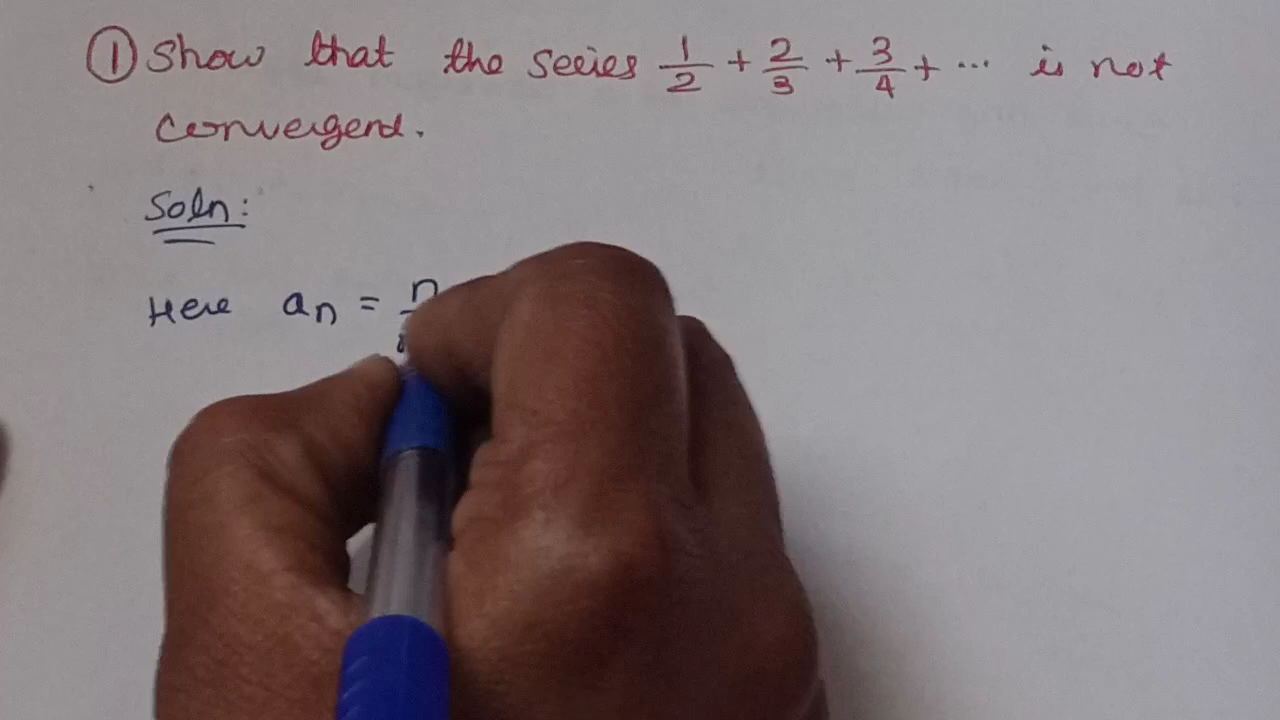 ① Show that the series 1/2 + 2/3 + 3/4 + ... is not
convergent.
Soln:
Here an = n